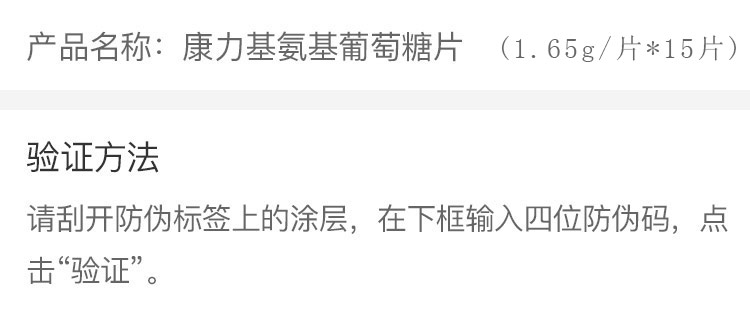 产品名称：康力基氨基葡萄糖片 （1.65g/片*15片）
验证方法
请刮开防伪标签上的涂层，在下框输入四位防伪码，点
击“验证”。